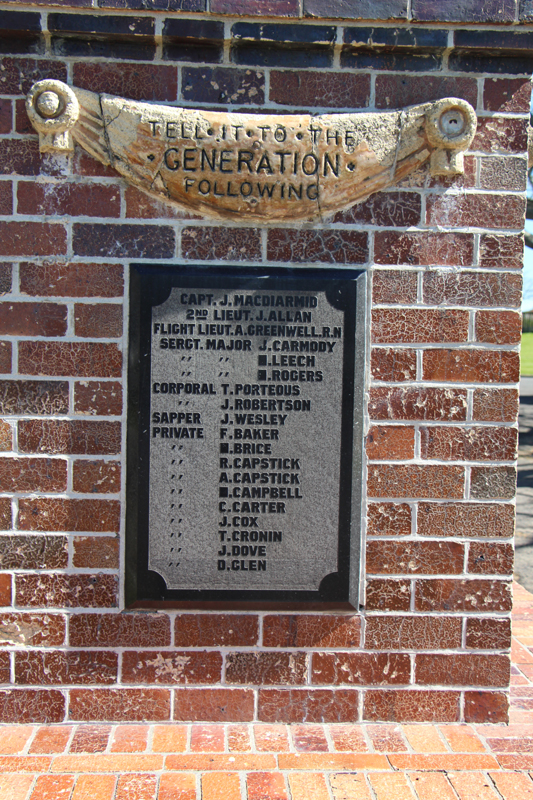 TELL·IT·TO·THE
·GENERATION·
FOLLOWING
CAPT. J. MACDIARMID
2ND LIEUT. J. ALLAN
FLIGHT LIEUT. A. GREENWELL. R.N
SERGT. MAJOR J. CARMODY
" " LEECH
" " ROGERS
CORPORAL T. PORTEOUS
" J. ROBERTSON
SAPPER J. WESLEY
PRIVATE F. BAKER
" BRICE
" R. CAPSTICK
" A. CAPSTICK
" CAMPBELL
" C. CARTER
" J. COX
" T. CRONIN
" J. DOVE
" D. GLEN